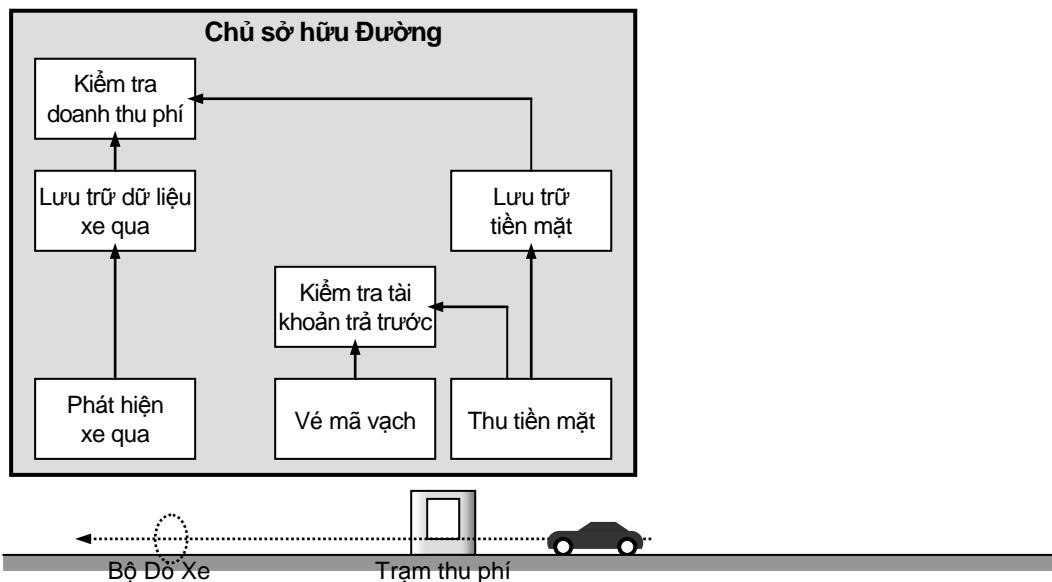 Chủ sở hữu Đường
Kiểm tra
doanh thu phí
Lưu trữ dữ liệu
xe qua
Lưu trữ
tiền mặt
Kiểm tra tài
khoản trả trước
Phát hiện
xe qua
Vé mã vạch
Thu tiền mặt
Bộ Dò Xe
Trạm thu phí